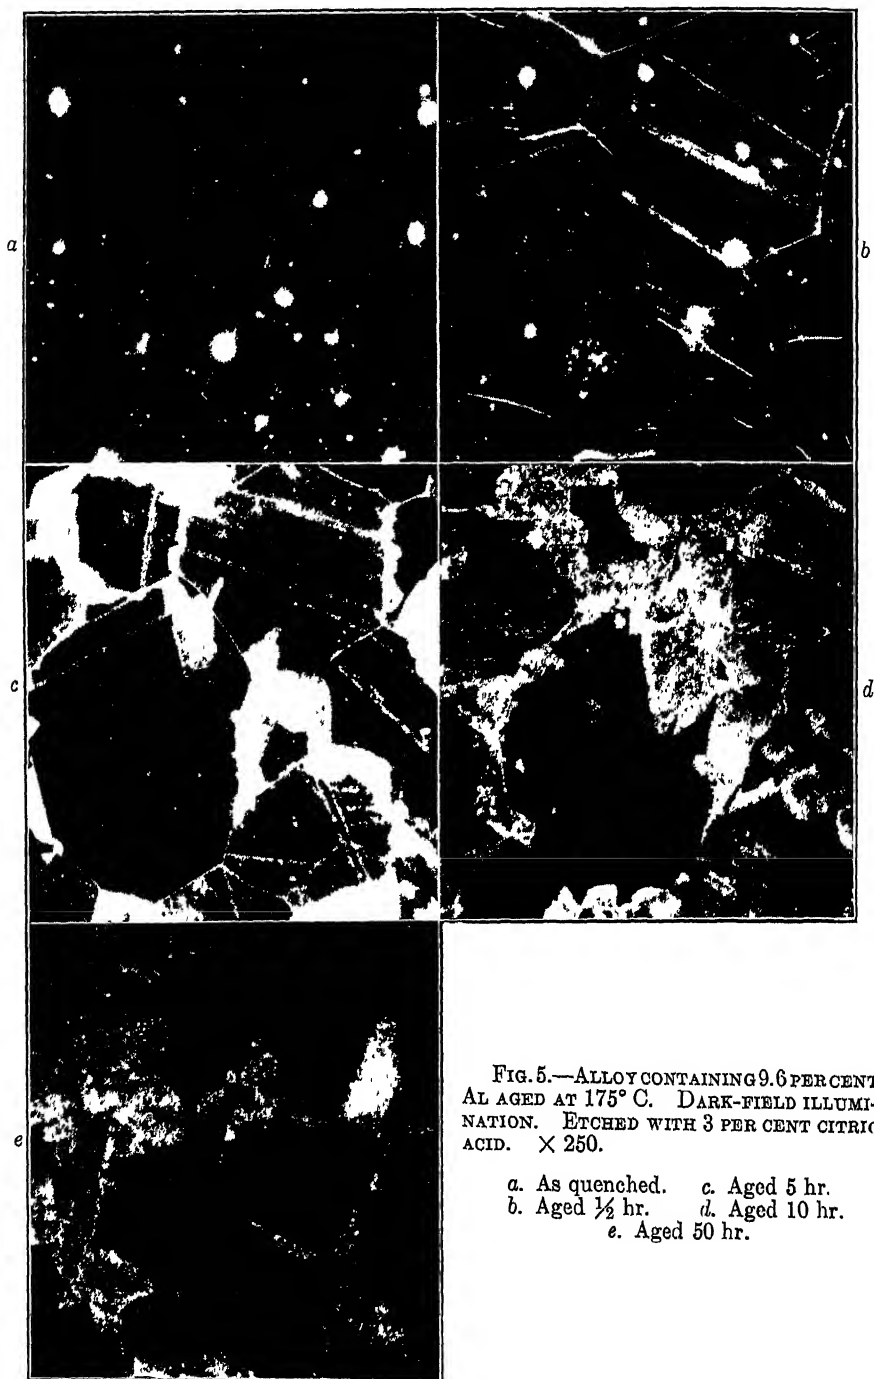 a
b
c
d
e
FIG. 5.—ALLOY CONTAINING 9.6 PER CENT
AL AGED AT 175° C. DARK-FIELD ILLUMI-
NATION. ETCHED WITH 3 PER CENT CITRIC
ACID. × 250.
a. As quenched. c. Aged 5 hr.
b. Aged ½ hr. d. Aged 10 hr.
e. Aged 50 hr.